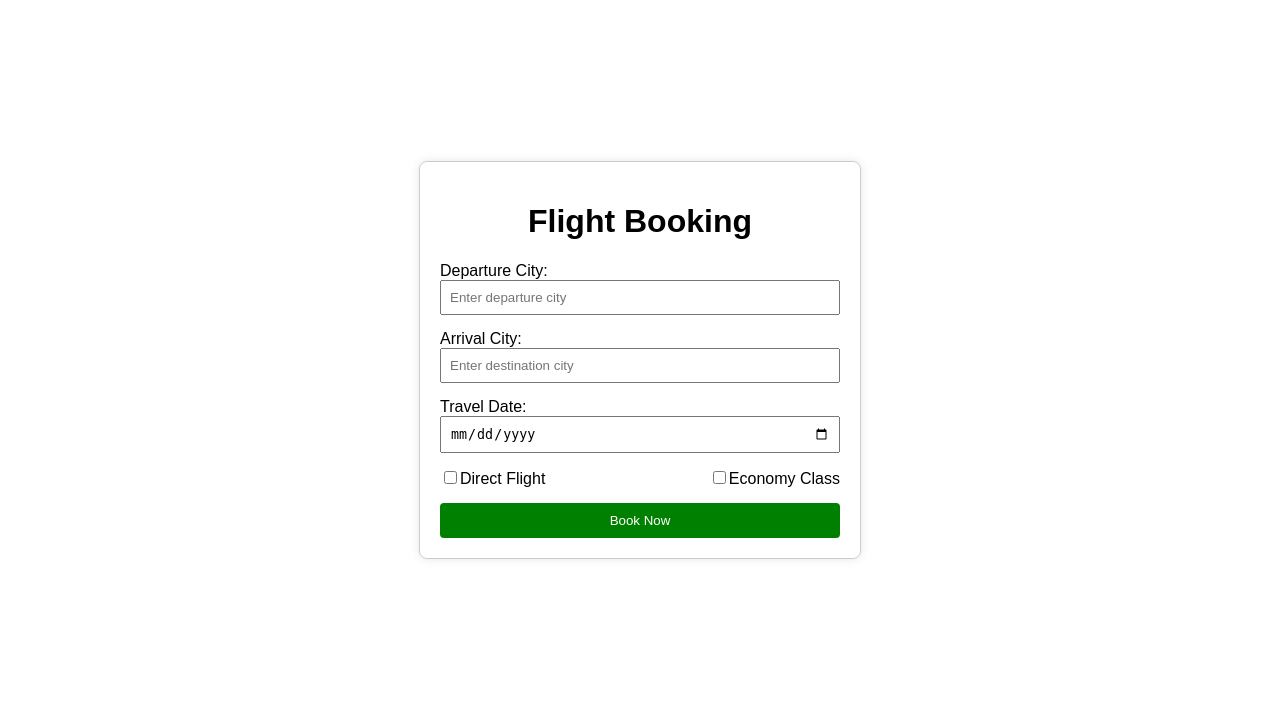 Flight Booking
Departure City:
Enter departure city
Arrival City:
Enter destination city
Travel Date:
mm/dd/yyyy
Direct Flight Economy Class
Book Now